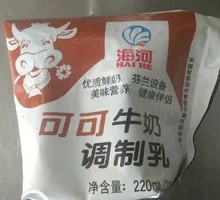 海河
HAI HE
优质鲜奶 芬兰设备
美味营养 健康伴侣
可可牛奶
调制乳
净含量: 220